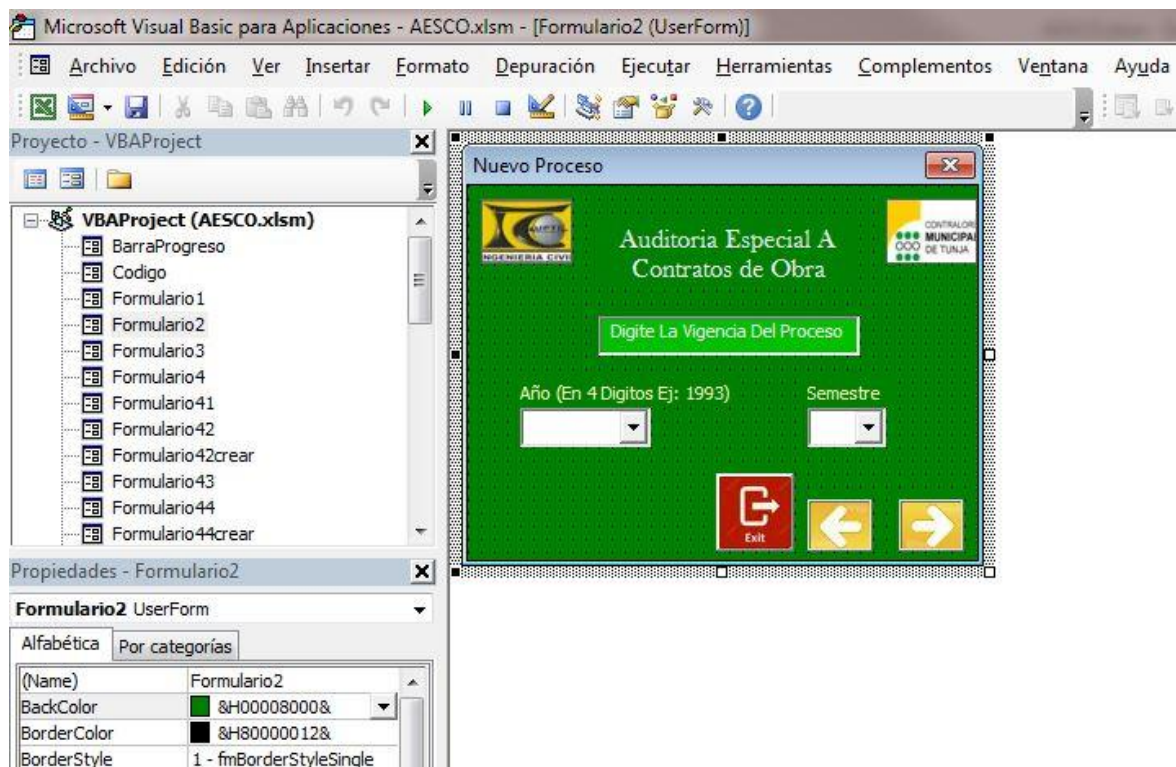 Microsoft Visual Basic para Aplicaciones - AESCO.xlsm - [Formulario2 (UserForm)]
Archivo Edición Ver Insertar Formato Depuración Ejecutar Herramientas Complementos Ventana Ayuda
Proyecto - VBAProject
VBAProject (AESCO.xlsm)
BarraProgreso
Codigo
Formulario1
Formulario2
Formulario3
Formulario4
Formulario41
Formulario42
Formulario42crear
Formulario43
Formulario44
Formulario44crear
Propiedades - Formulario2
Formulario2 UserForm
Alfabética Por categorías
(Name) Formulario2
BackColor &H00008000&
BorderColor &H80000012&
BorderStyle 1 - fmBorderStyleSingle
Nuevo Proceso
INGENIERIA CIVIL
Auditoria Especial A
Contratos de Obra
CONTRALOR
MUNICIPA
DE TUNJA
Digite La Vigencia Del Proceso
Año (En 4 Digitos Ej: 1993) Semestre
Exit